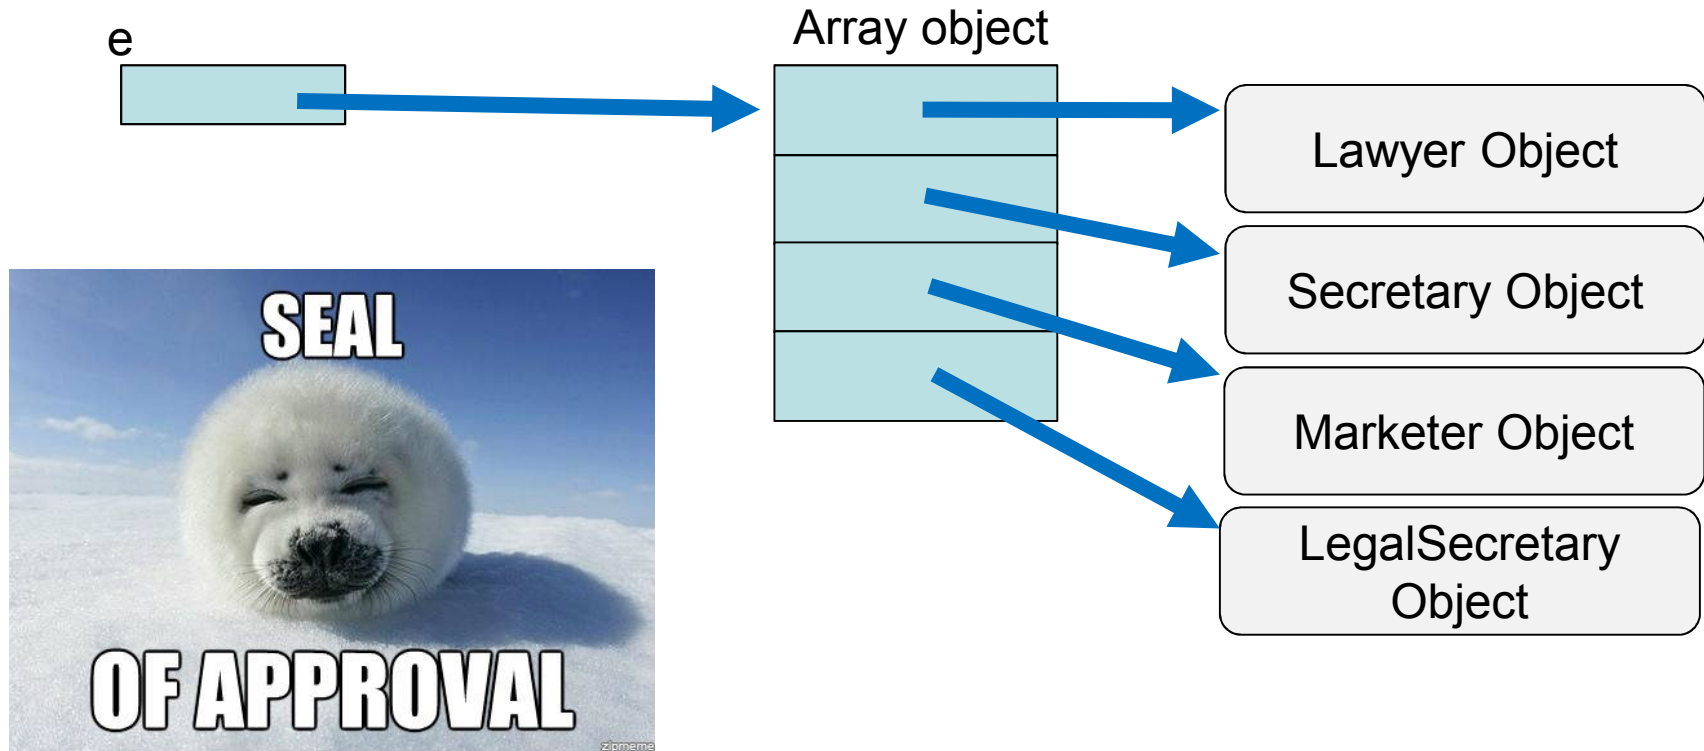 e
Array object
Lawyer Object
Secretary Object
Marketer Object
LegalSecretary
Object
SEAL
OF APPROVAL
zipmeme